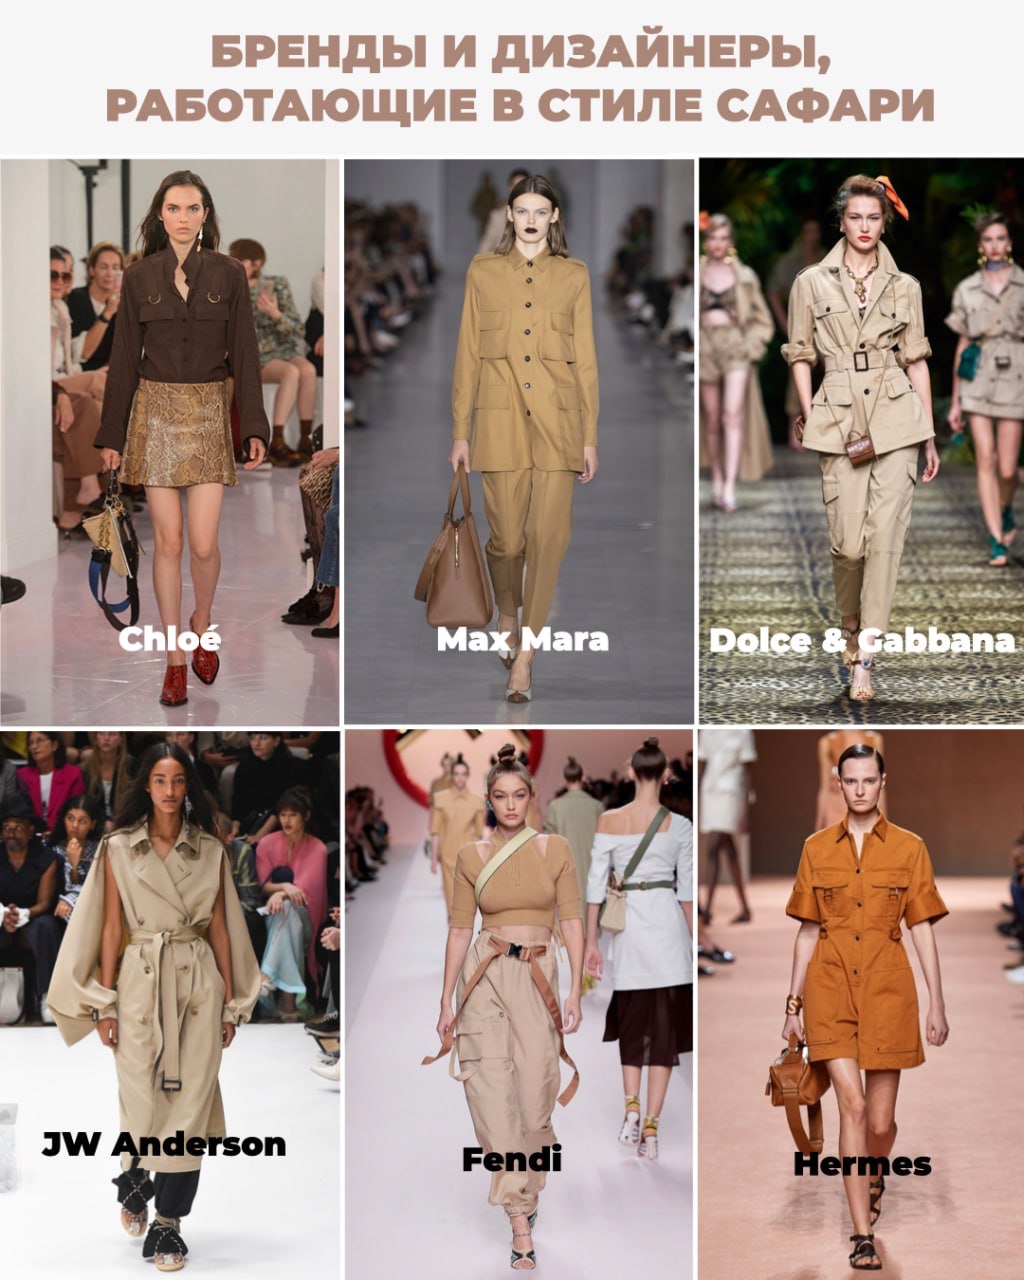 БРЕНДЫ И ДИЗАЙНЕРЫ,
РАБОТАЮЩИЕ В СТИЛЕ САФАРИ
Chloé
Max Mara
Dolce & Gabbana
JW Anderson
Fendi
Hermes